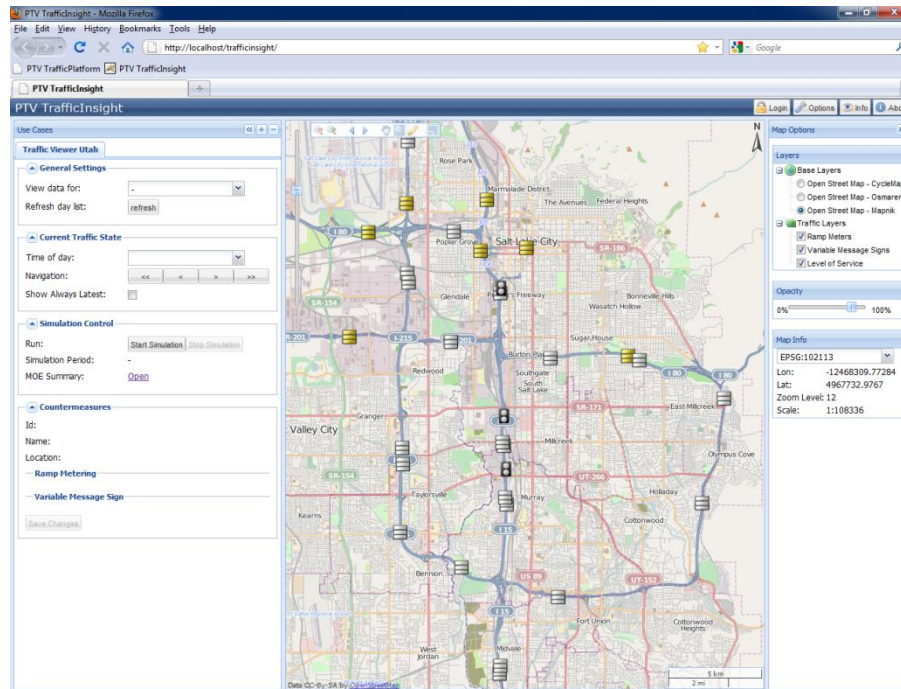 PTV TrafficInsight - Mozilla Firefox
File Edit View History Bookmarks Tools Help
http://localhost/trafficinsight/
Google
PTV TrafficPlatform PTV TrafficInsight
PTV TrafficInsight
PTV TrafficInsight
Login Options Info Abo
Use Cases
Traffic Viewer Utah
General Settings
View data for: -
Refresh day list: refresh
Current Traffic State
Time of day:
Navigation: << < > >>
Show Always Latest:
Simulation Control
Run: Start Simulation Stop Simulation
Simulation Period: -
MOE Summary: Open
Countermeasures
Id:
Name:
Location:
Ramp Metering
Variable Message Sign
Save Changes
N
Rose Park
Marmalade District
The Avenues
Federal Heights
I 80
Poplar Grove
Salt Lake City
SR-186
SR-154
Glendale
Freeway
Bonneville Hills
Wasatch Hollow
I-215
Sugar House
Redwood
Southgate
South Salt Lake
I 80
I 80
SR-171
East Millcreek
Granger
Valley City
Millcreek
Olympus Cove
SR-154
UT-266
Taylorsville
Murray
Holladay
Kearns
I 15
Cottonwood
Bennion
US 89
UT-152
I 15
Fort Union
Cottonwood Heights
West Jordan
Midvale
5 km
2 mi
Data CC-By-SA by OpenStreetMap
Map Options
Layers
Base Layers
Open Street Map - CycleMa
Open Street Map - Osmarer
Open Street Map - Mapnik
Traffic Layers
Ramp Meters
Variable Message Signs
Level of Service
Opacity
0% 100%
Map Info
EPSG:102113
Lon: -12468309.77284
Lat: 4967732.9767
Zoom Level: 12
Scale: 1:108336